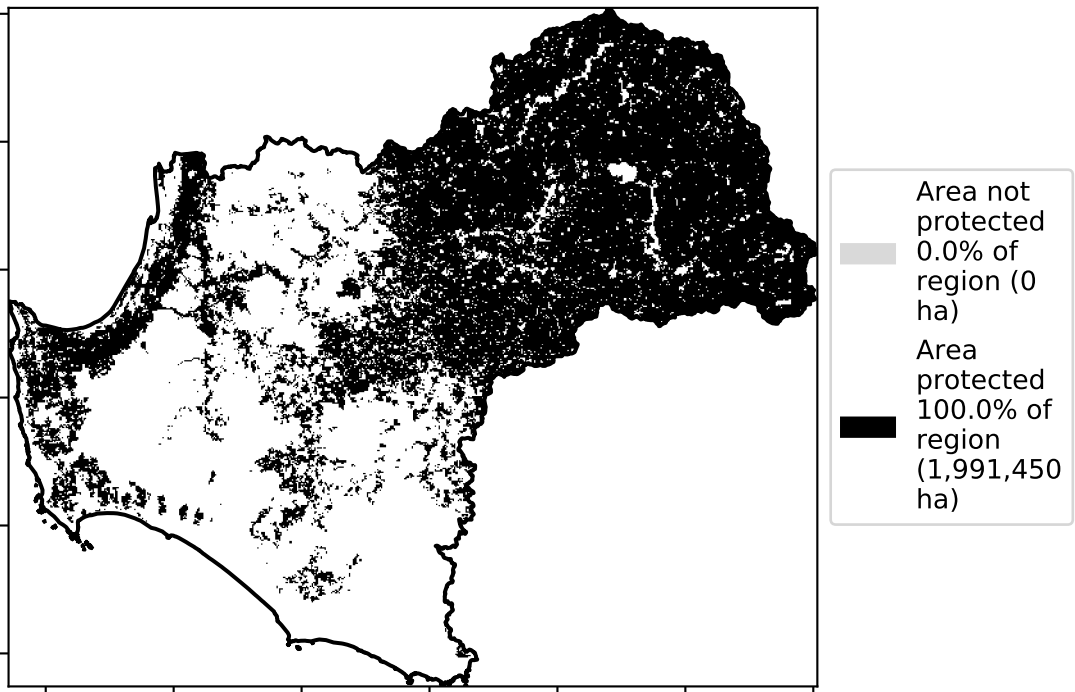 Area not
protected
0.0% of
region (0
ha)
Area
protected
100.0% of
region
(1,991,450
ha)